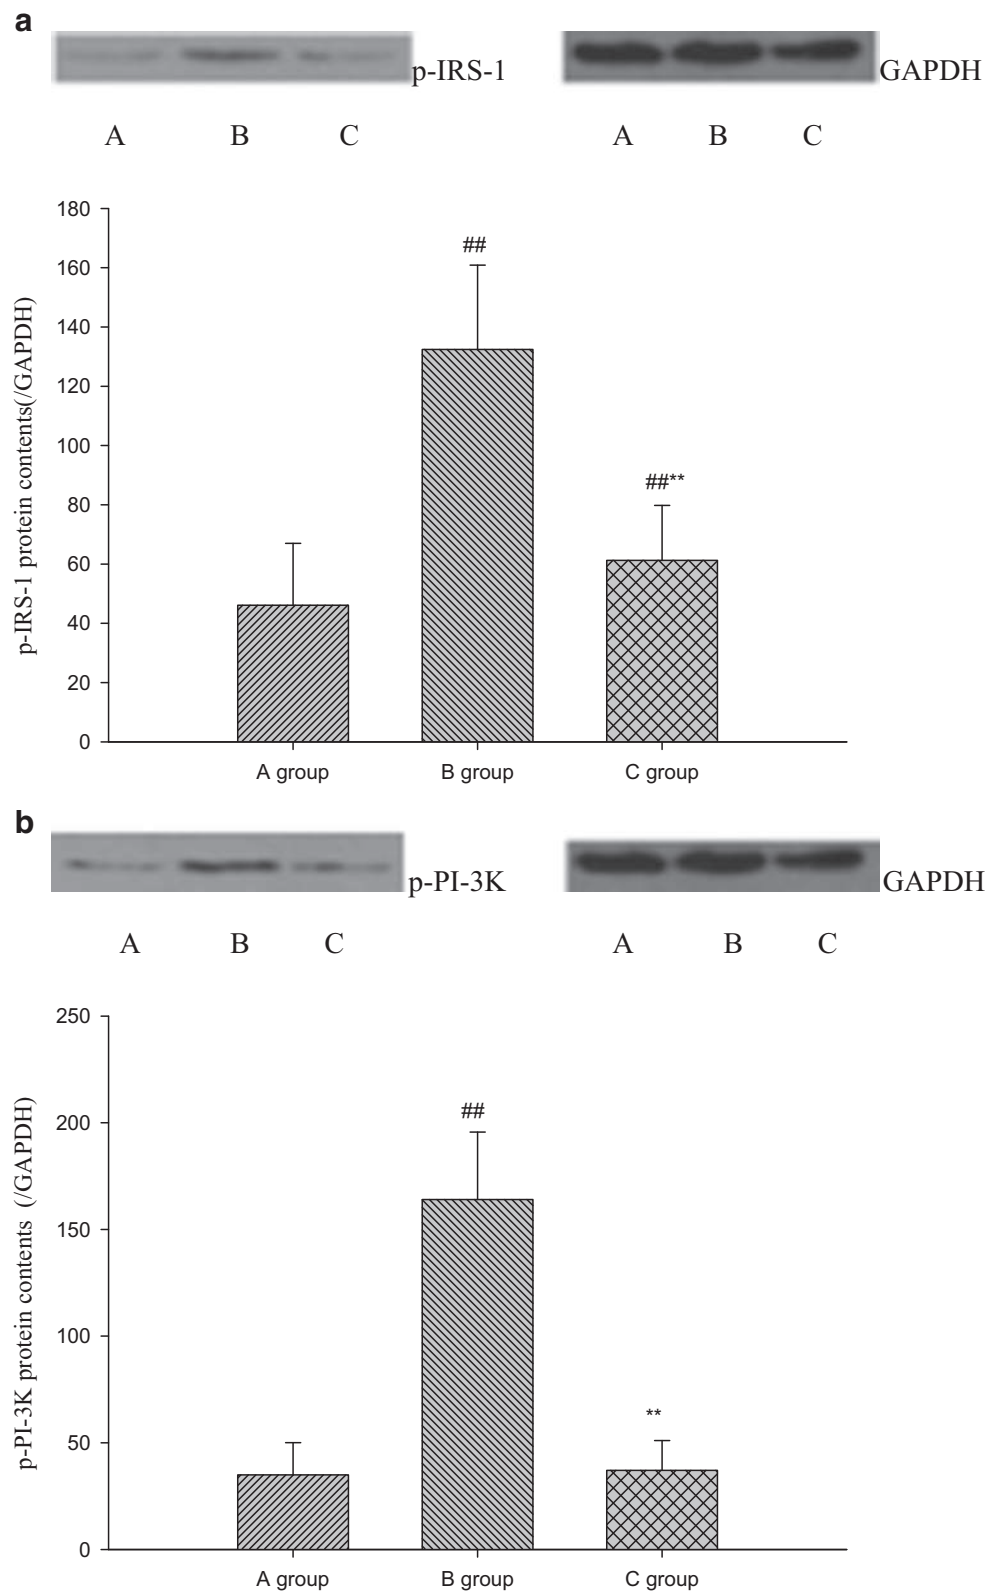 a
p-IRS-1 GAPDH
A B C A B C
180
160
140
120
100
80
60
40
20
0
p-IRS-1 protein contents(/GAPDH)
##
##**
A group B group C group
b
p-PI-3K GAPDH
A B C A B C
250
200
150
100
50
0
p-PI-3K protein contents (/GAPDH)
##
**
A group B group C group